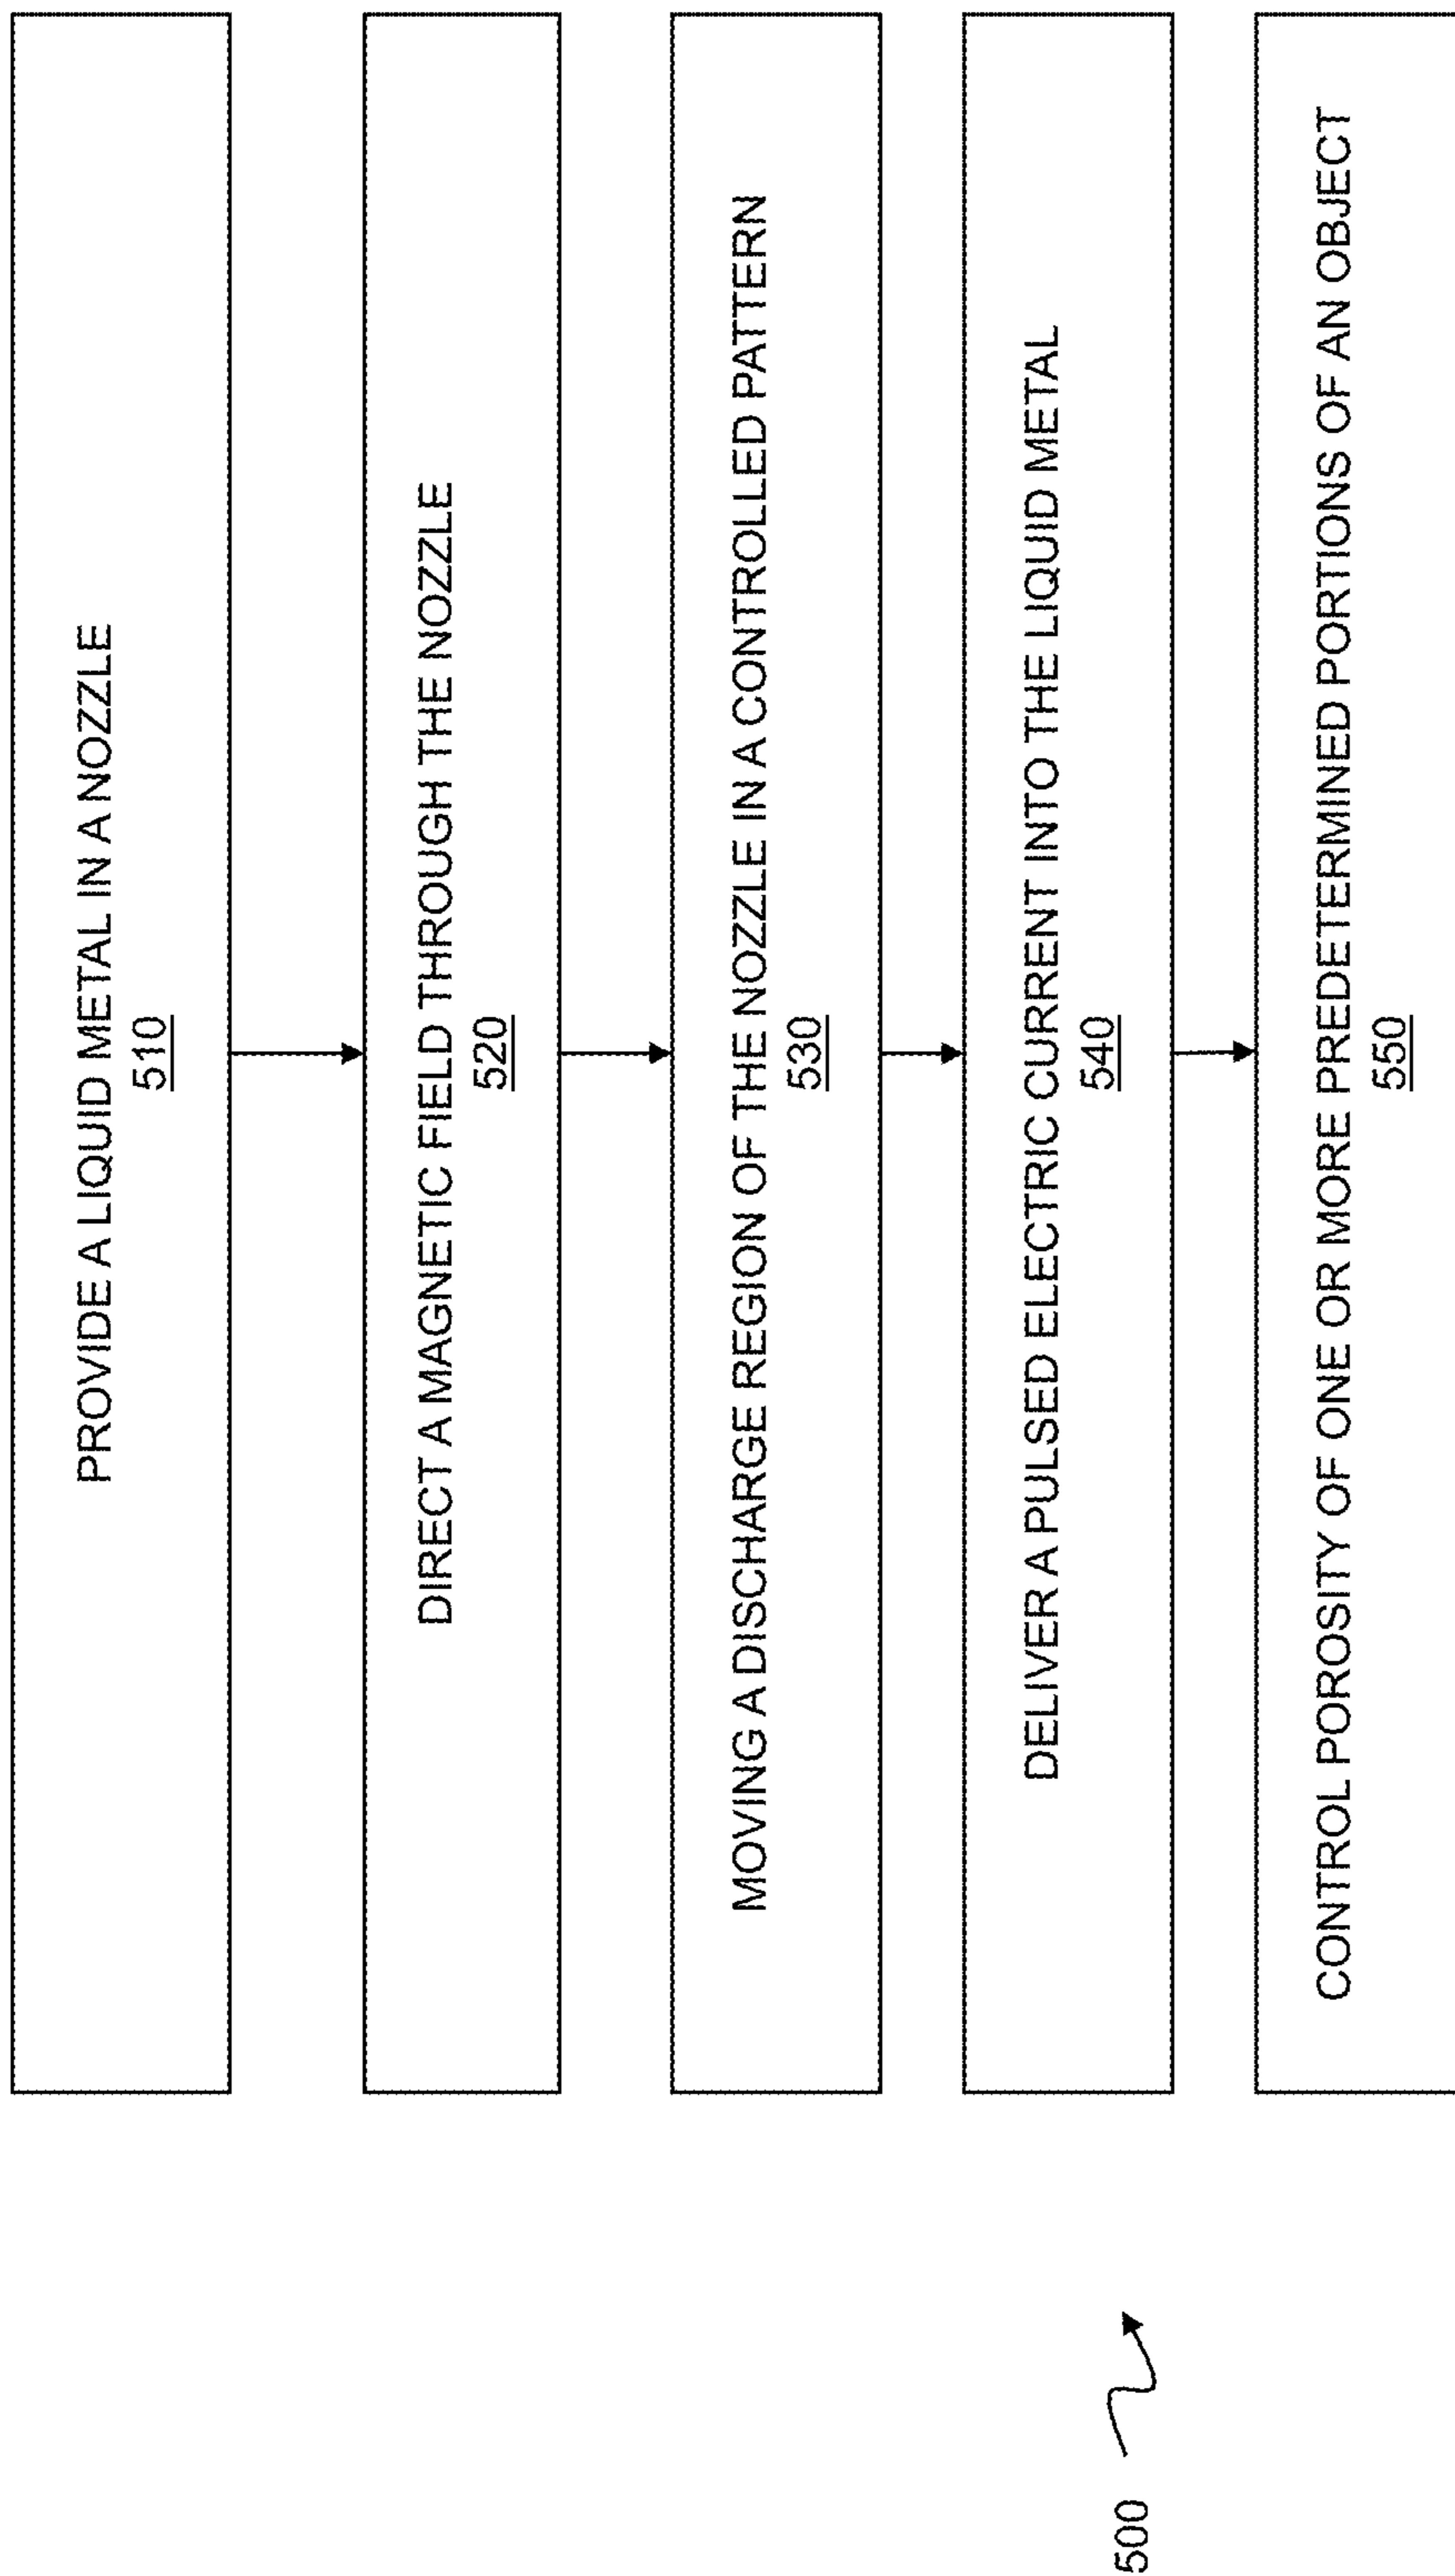 PROVIDE A LIQUID METAL IN A NOZZLE
510
DIRECT A MAGNETIC FIELD THROUGH THE NOZZLE
520
MOVING A DISCHARGE REGION OF THE NOZZLE IN A CONTROLLED PATTERN
530
DELIVER A PULSED ELECTRIC CURRENT INTO THE LIQUID METAL
540
CONTROL POROSITY OF ONE OR MORE PREDETERMINED PORTIONS OF AN OBJECT
550
500